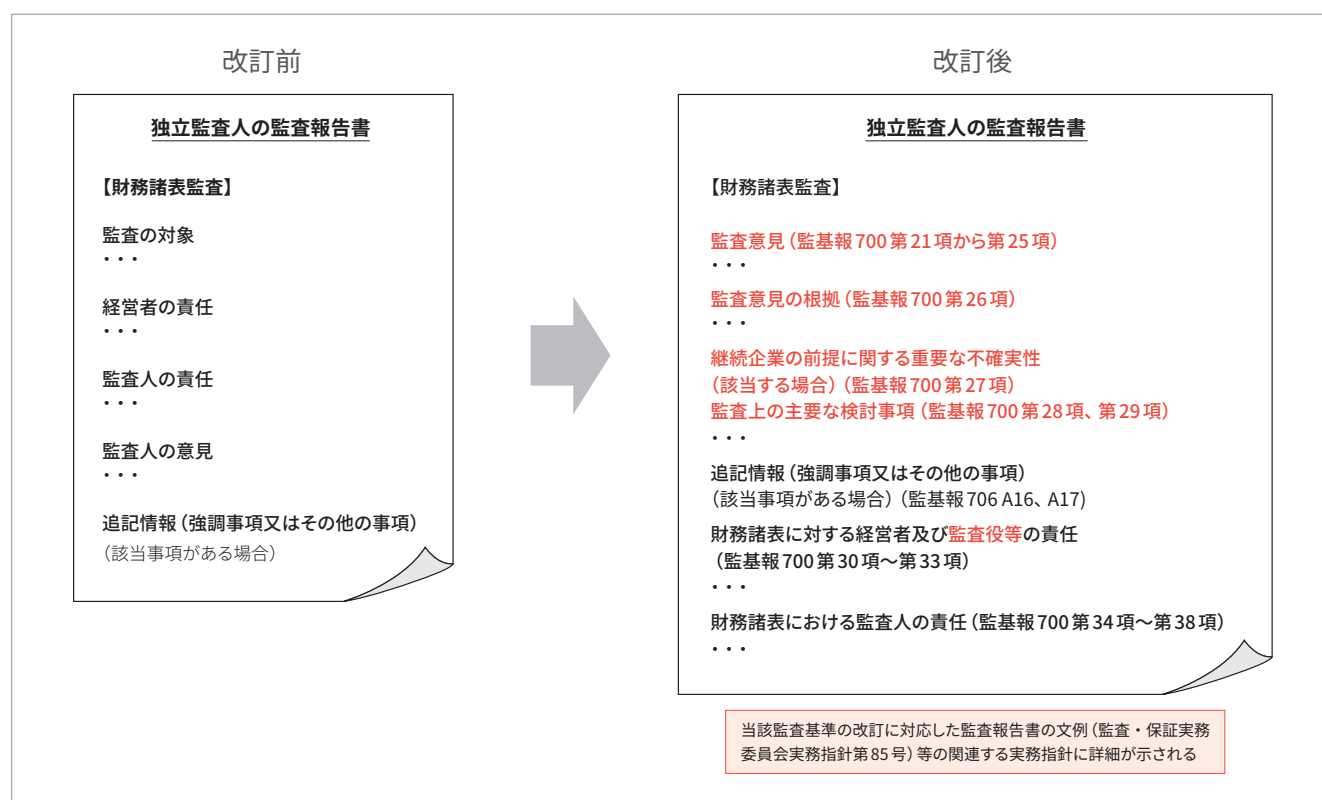 改訂前
独立監査人の監査報告書
【財務諸表監査】
監査の対象
・・・
経営者の責任
・・・
監査人の責任
・・・
監査人の意見
・・・
追記情報（強調事項又はその他の事項）
（該当事項がある場合）
改訂後
独立監査人の監査報告書
【財務諸表監査】
監査意見（監基報700第21項から第25項）
・・・
監査意見の根拠（監基報700第26項）
・・・
継続企業の前提に関する重要な不確実性
（該当する場合）（監基報700第27項）
監査上の主要な検討事項（監基報700第28項、第29項）
・・・
追記情報（強調事項又はその他の事項）
（該当事項がある場合）（監基報706 A16、A17)
財務諸表に対する経営者及び監査役等の責任
（監基報700第30項〜第33項）
・・・
財務諸表における監査人の責任（監基報700第34項〜第38項）
・・・
当該監査基準の改訂に対応した監査報告書の文例（監査・保証実務
委員会実務指針第85号）等の関連する実務指針に詳細が示される